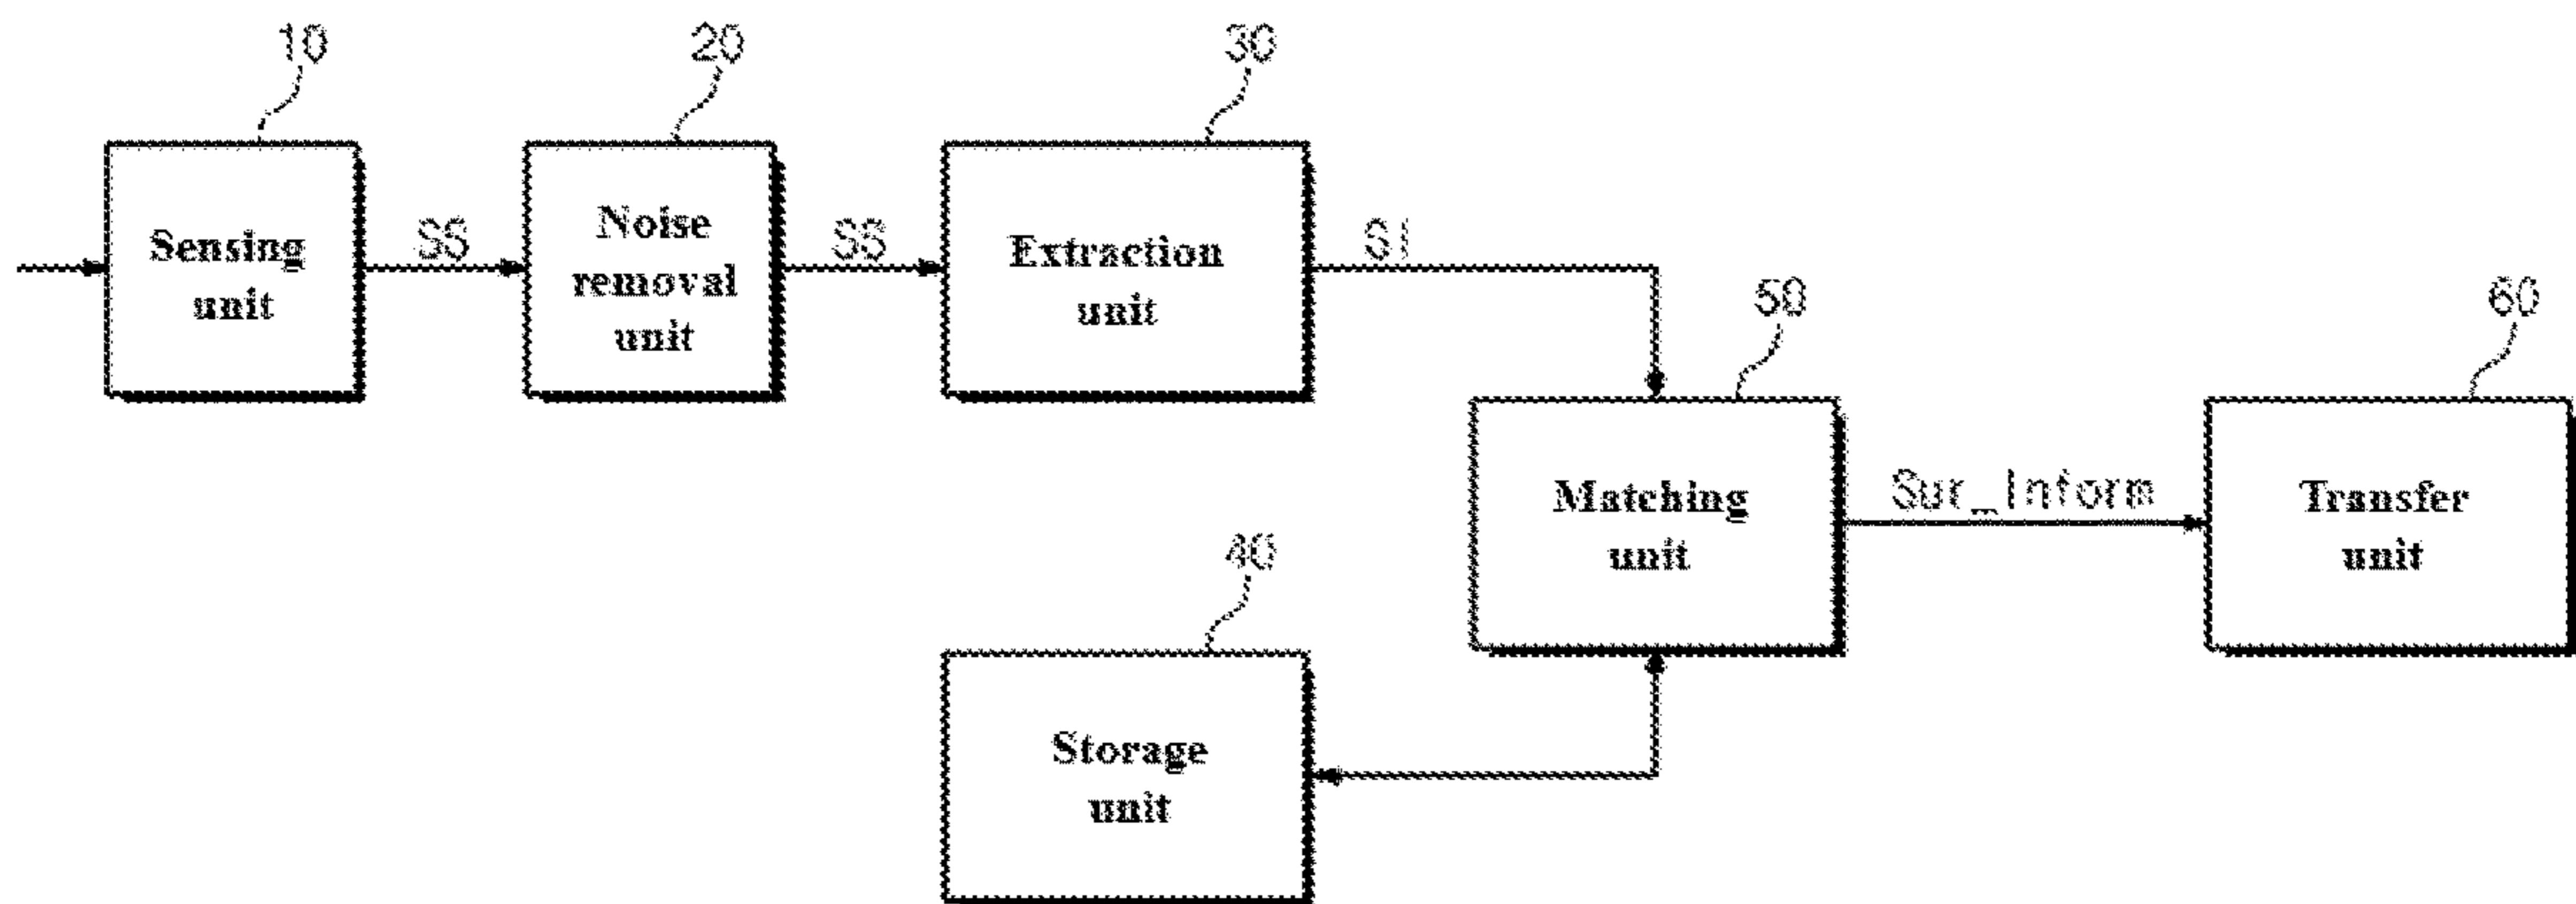 10
20
30
Sensing
unit
SS
Noise
removal
unit
SS
Extraction
unit
SI
50
60
Matching
unit
Sur_Inform
Transfer
unit
40
Storage
unit